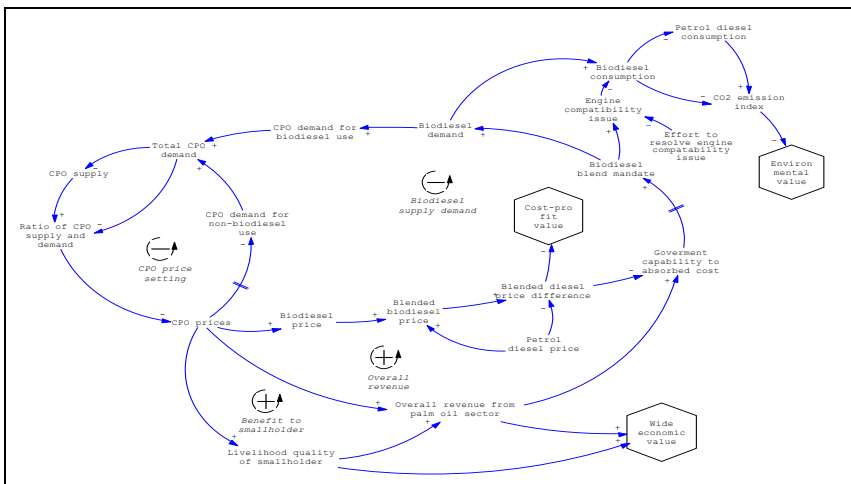 Petrol diesel
consumption
Biodiesel
consumption
CO2 emission
index
Engine
compatibility
issue
Effort to
resolve engine
compatability
issue
Environ
mental
value
Biodiesel
demand
CPO demand for
biodiesel use
Total CPO
demand
CPO supply
Biodiesel
blend mandate
Biodiesel
supply demand
Cost-pro
fit
value
CPO demand for
non-biodiesel
use
Ratio of CPO
supply and
demand
CPO price
setting
Goverment
capability to
absorbed cost
Blended diesel
price difference
Blended
biodiesel
price
Biodiesel
price
CPO prices
Petrol
diesel price
Overall
revenue
Benefit to
smallholder
Overall revenue from
palm oil sector
Wide
economic
value
Livelihood quality
of smallholder